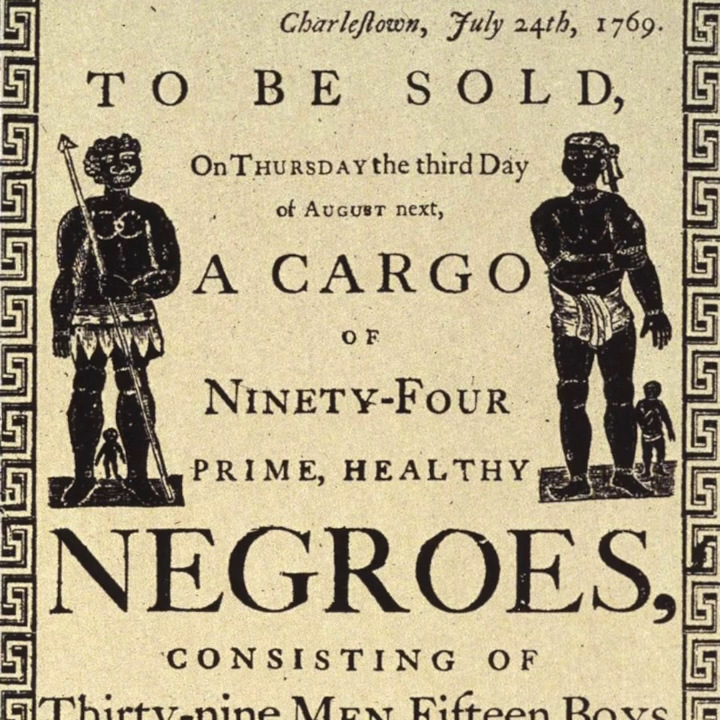 Charleſtown, July 24th, 1769.
TO BE SOLD,
On THURSDAY the third Day
of AUGUST next,
A CARGO
OF
NINETY-FOUR
PRIME, HEALTHY
NEGROES,
CONSISTING OF
Thirty-nine MEN, Fifteen BOYS,